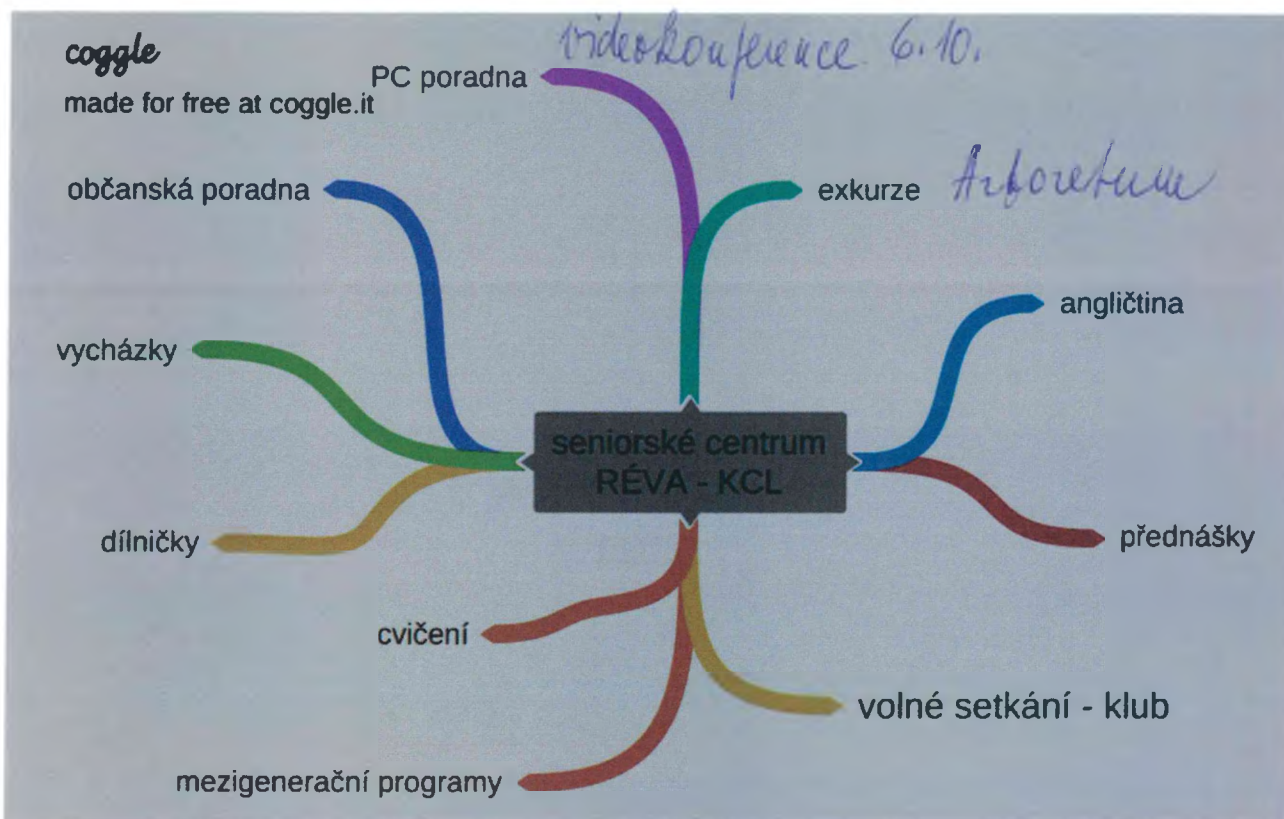 coggle
made for free at coggle.it
videokonference 6.10.
PC poradna
občanská poradna
exkurze Arboretum
angličtina
vycházky
seniorské centrum
RÉVA - KCL
dílničky
přednášky
cvičení
volné setkání - klub
mezigenerační programy